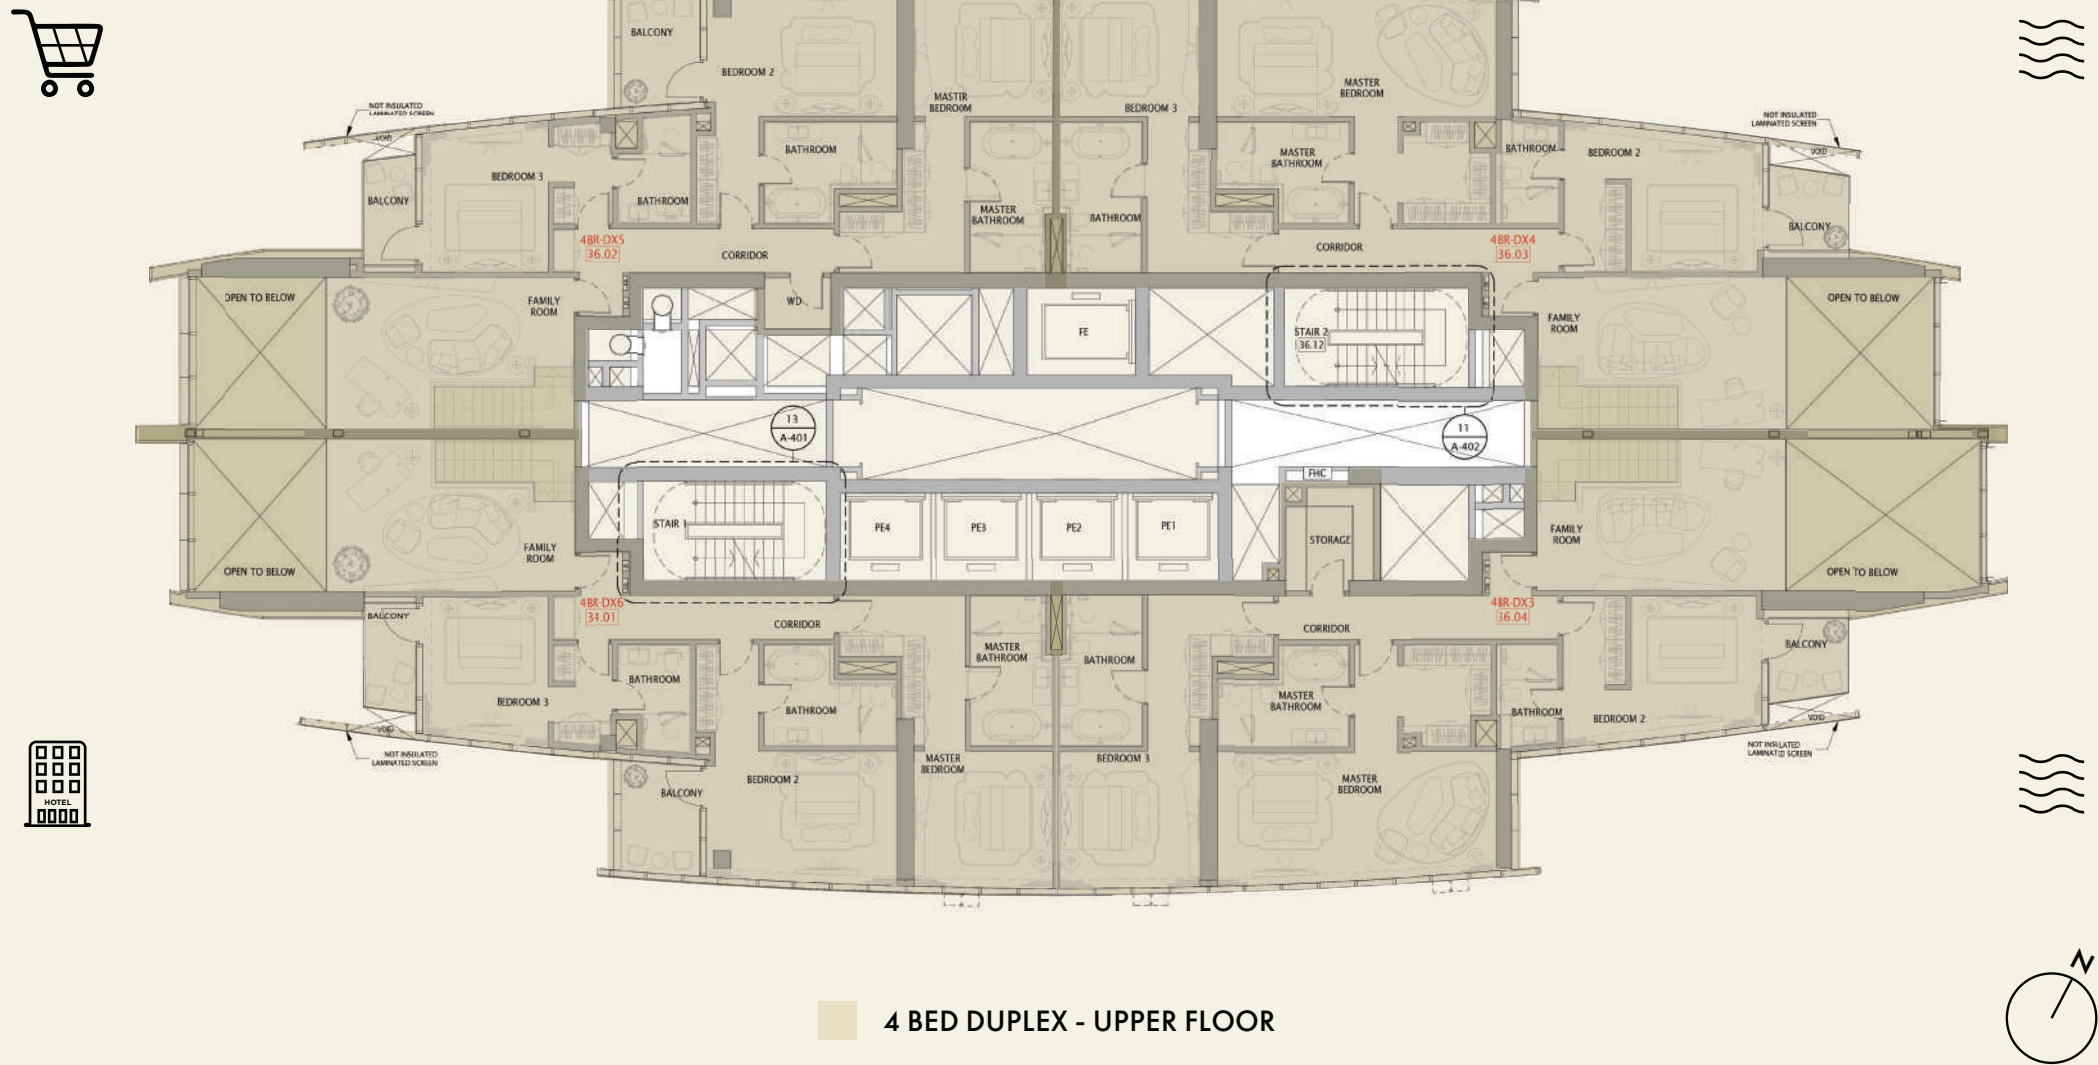 BALCONY
BEDROOM 2
MASTER
BEDROOM
BEDROOM 3
MASTER
BEDROOM
NOT INSULATED
LAMINATED SCREEN
VOID
NOT INSULATED
LAMINATED SCREEN
VOID
BATHROOM
MASTER
BATHROOM
BATHROOM
BEDROOM 2
BEDROOM 3
BALCONY
BATHROOM
MASTER
BATHROOM
BATHROOM
BALCONY
4BR-DX5
36.02
CORRIDOR
CORRIDOR
4BR-DX4
36.03
OPEN TO BELOW
FAMILY
ROOM
WD
FE
STAIR 2
36.12
FAMILY
ROOM
OPEN TO BELOW
13
A-401
11
A-402
FHC
STAIR 1
PE4
PE3
PE2
PE1
STORAGE
FAMILY
ROOM
FAMILY
ROOM
OPEN TO BELOW
OPEN TO BELOW
BALCONY
4BR-DX6
34.01
CORRIDOR
CORRIDOR
4BR-DX3
36.04
MASTER
BATHROOM
BATHROOM
BALCONY
BATHROOM
BEDROOM 3
BATHROOM
MASTER
BATHROOM
BATHROOM
BEDROOM 2
VOID
VOID
NOT INSULATED
LAMINATED SCREEN
BALCONY
BEDROOM 2
MASTER
BEDROOM
BEDROOM 3
MASTER
BEDROOM
NOT INSULATED
LAMINATED SCREEN
HOTEL
N
4 BED DUPLEX - UPPER FLOOR